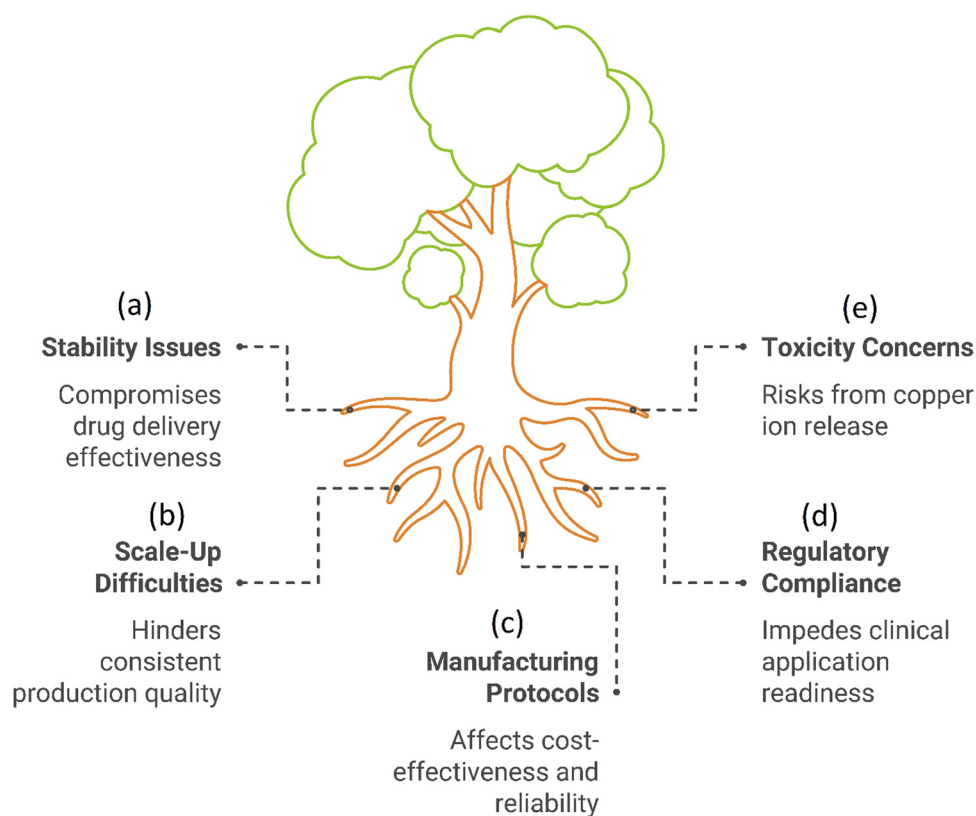 (a)
Stability Issues
Compromises
drug delivery
effectiveness
(b)
Scale-Up
Difficulties
Hinders
consistent
production quality
(c)
Manufacturing
Protocols
Affects cost-
effectiveness and
reliability
(d)
Regulatory
Compliance
Impedes clinical
application
readiness
(e)
Toxicity Concerns
Risks from copper
ion release